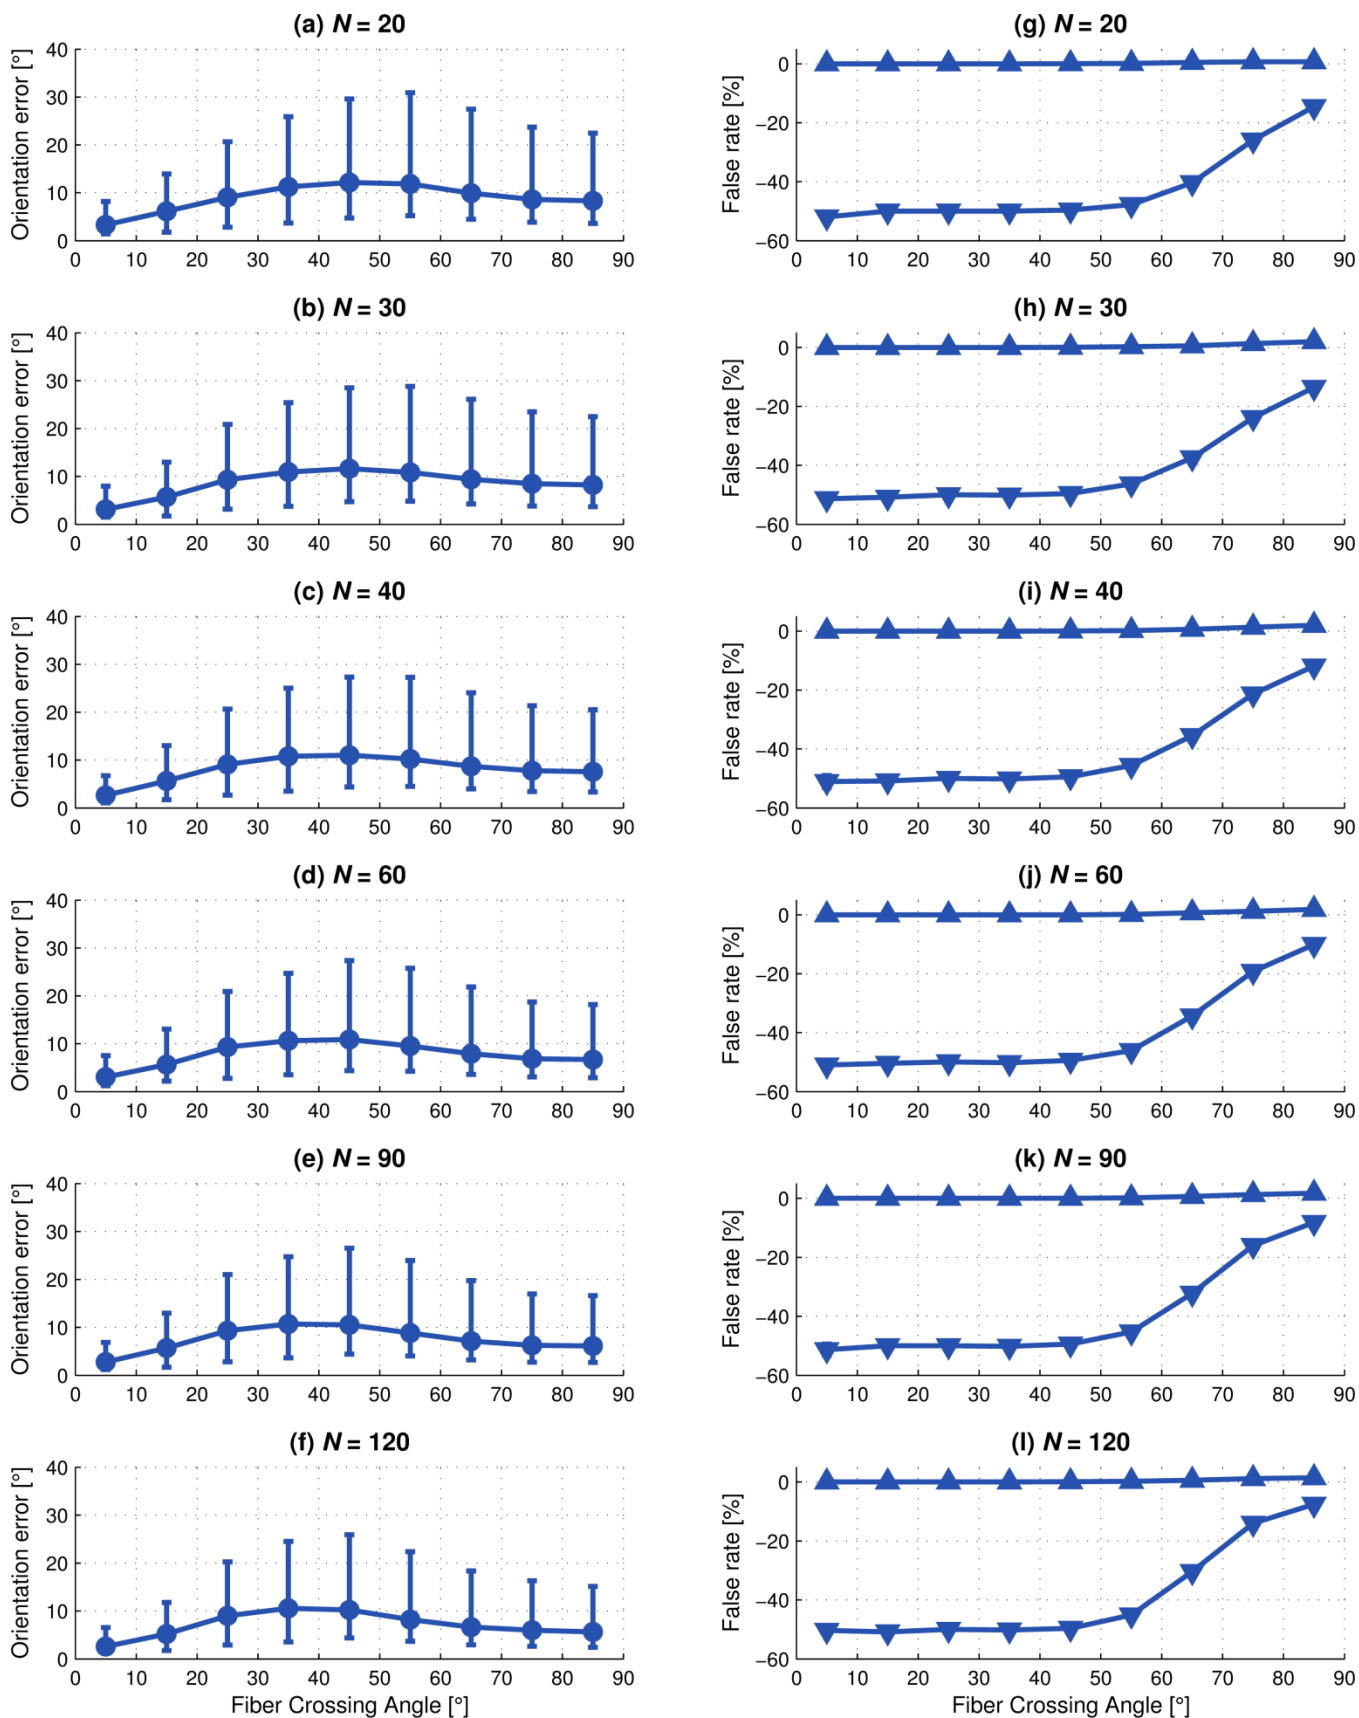 (a) N = 20
Orientation error [°]
40
30
20
10
0
0 10 20 30 40 50 60 70 80 90
(g) N = 20
False rate [%]
0
−20
−40
−60
0 10 20 30 40 50 60 70 80 90
(b) N = 30
Orientation error [°]
40
30
20
10
0
0 10 20 30 40 50 60 70 80 90
(h) N = 30
False rate [%]
0
−20
−40
−60
0 10 20 30 40 50 60 70 80 90
(c) N = 40
Orientation error [°]
40
30
20
10
0
0 10 20 30 40 50 60 70 80 90
(i) N = 40
False rate [%]
0
−20
−40
−60
0 10 20 30 40 50 60 70 80 90
(d) N = 60
Orientation error [°]
40
30
20
10
0
0 10 20 30 40 50 60 70 80 90
(j) N = 60
False rate [%]
0
−20
−40
−60
0 10 20 30 40 50 60 70 80 90
(e) N = 90
Orientation error [°]
40
30
20
10
0
0 10 20 30 40 50 60 70 80 90
(k) N = 90
False rate [%]
0
−20
−40
−60
0 10 20 30 40 50 60 70 80 90
(f) N = 120
Orientation error [°]
40
30
20
10
0
0 10 20 30 40 50 60 70 80 90
Fiber Crossing Angle [°]
(l) N = 120
False rate [%]
0
−20
−40
−60
0 10 20 30 40 50 60 70 80 90
Fiber Crossing Angle [°]